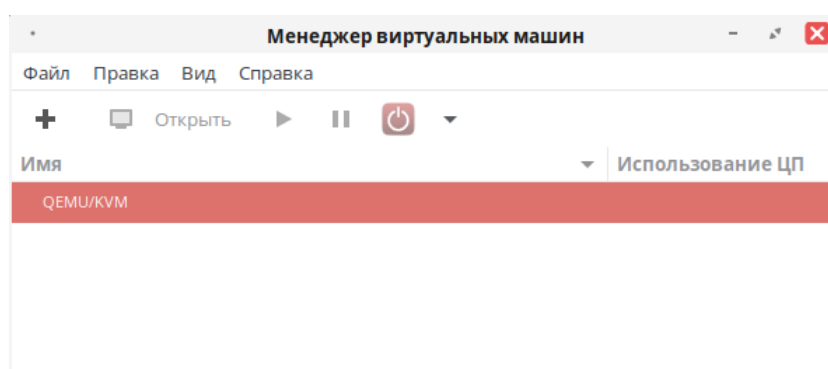 Менеджер виртуальных машин
Файл Правка Вид Справка
Открыть
Имя Использование ЦП
QEMU/KVM